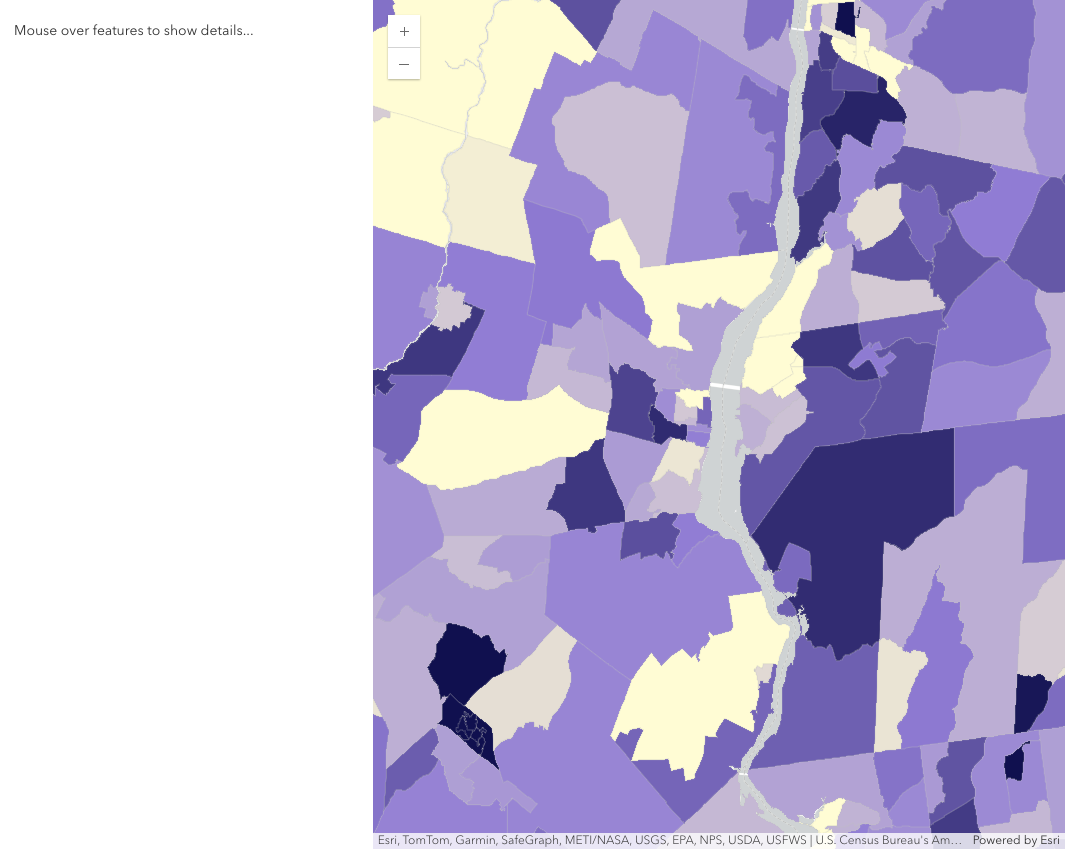 Mouse over features to show details...
+
–
Esri, TomTom, Garmin, SafeGraph, METI/NASA, USGS, EPA, NPS, USDA, USFWS | U.S. Census Bureau's Am... Powered by Esri